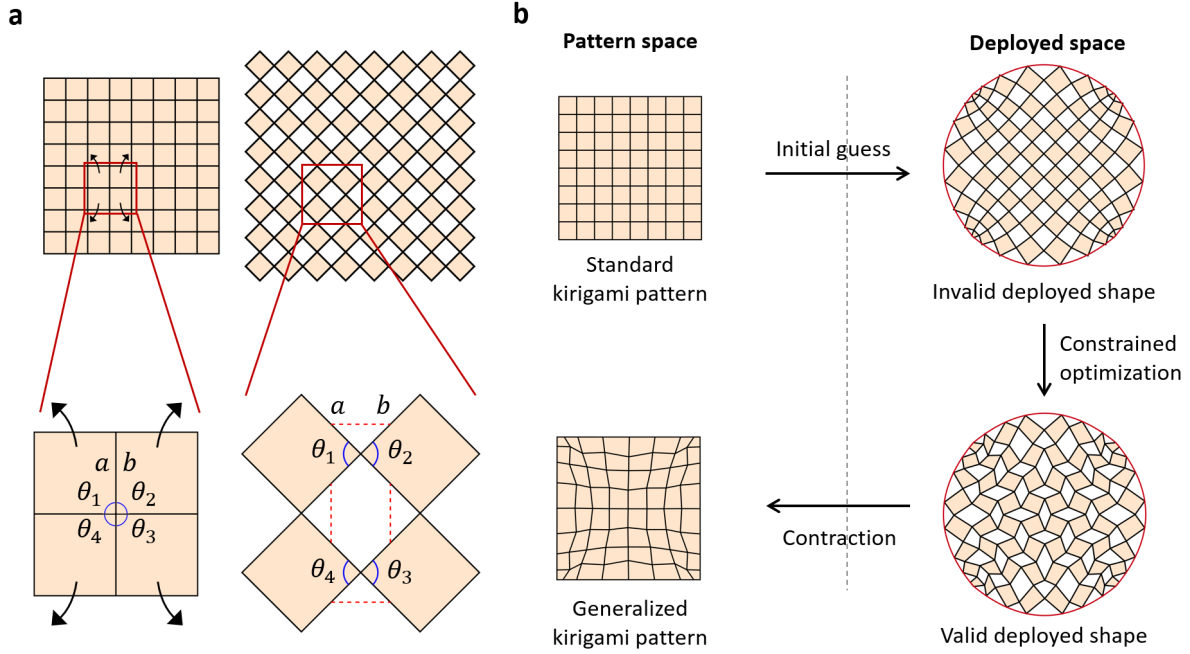 a
a b
θ1 θ2
θ4 θ3
a b
θ1 θ2
θ4 θ3
b
Pattern space
Deployed space
Standard
kirigami pattern
Initial guess
Invalid deployed shape
Constrained
optimization
Valid deployed shape
Contraction
Generalized
kirigami pattern